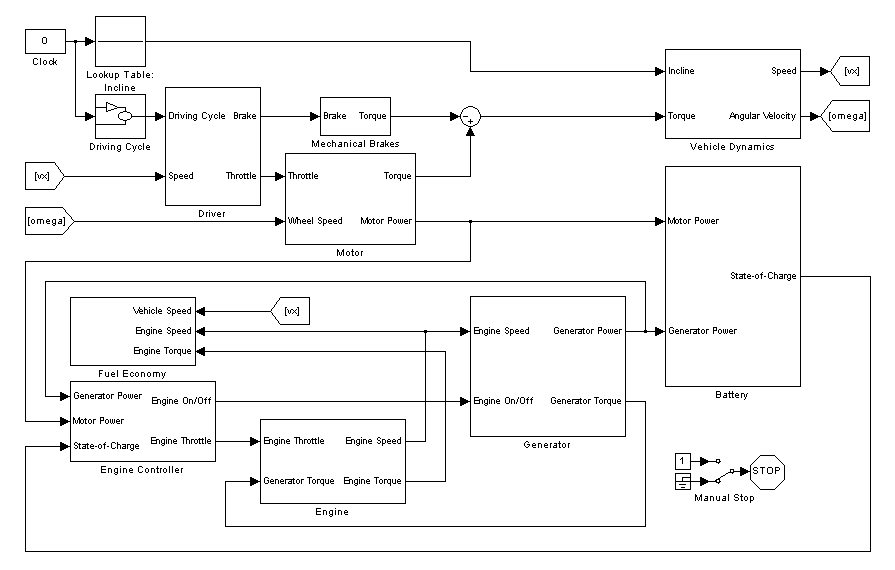 0
Clock
Lookup Table:
Incline
Driving Cycle
Driving Cycle
Brake
Speed
Throttle
Driver
Brake
Torque
Mechanical Brakes
-
+
Incline
Speed
Torque
Angular Velocity
Vehicle Dynamics
[vx]
[omega]
[vx]
[omega]
Throttle
Torque
Wheel Speed
Motor Power
Motor
Motor Power
State-of-Charge
Generator Power
Battery
Vehicle Speed
Engine Speed
Engine Torque
Fuel Economy
[vx]
Engine Speed
Generator Power
Engine On/Off
Generator Torque
Generator
Generator Power
Engine On/Off
Motor Power
State-of-Charge
Engine Throttle
Engine Controller
Engine Throttle
Engine Speed
Generator Torque
Engine Torque
Engine
1
STOP
Manual Stop